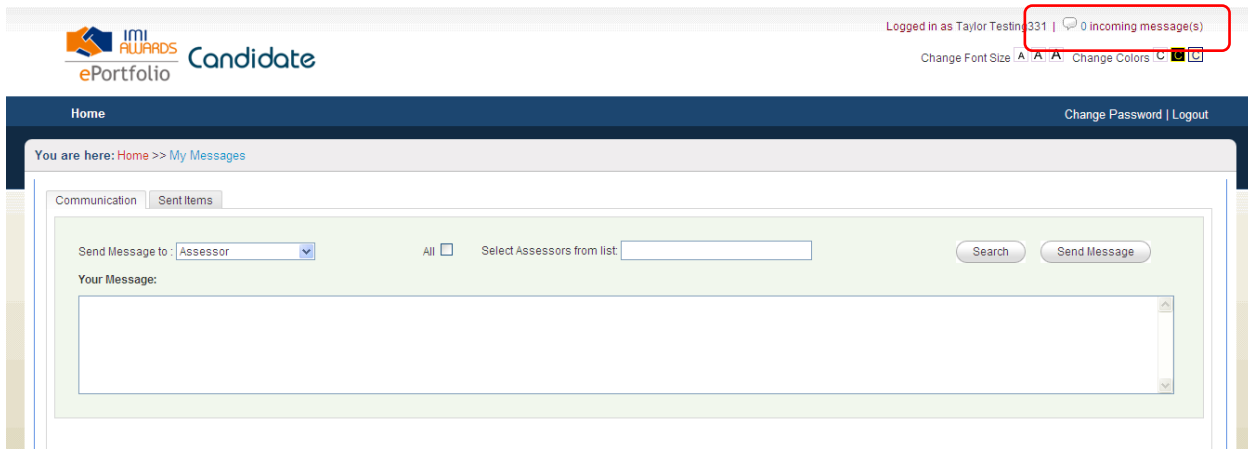 Logged in as Taylor Testing331 | 0 incoming message(s)
IMI
AWARDS
ePortfolio
Candidate
Change Font Size A A A Change Colors C C C
Home
Change Password | Logout
You are here: Home >> My Messages
Communication
Sent Items
Send Message to : Assessor
All
Select Assessors from list:
Search
Send Message
Your Message: